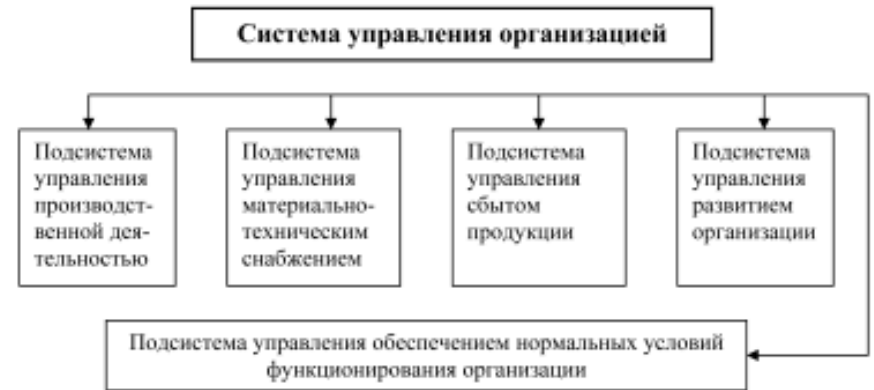 Система управления организацией
Подсистема
управления
производст-
венной дея-
тельностью
Подсистема
управления
материально-
техническим
снабжением
Подсистема
управления
сбытом
продукции
Подсистема
управления
развитием
организации
Подсистема управления обеспечением нормальных условий
функционирования организации